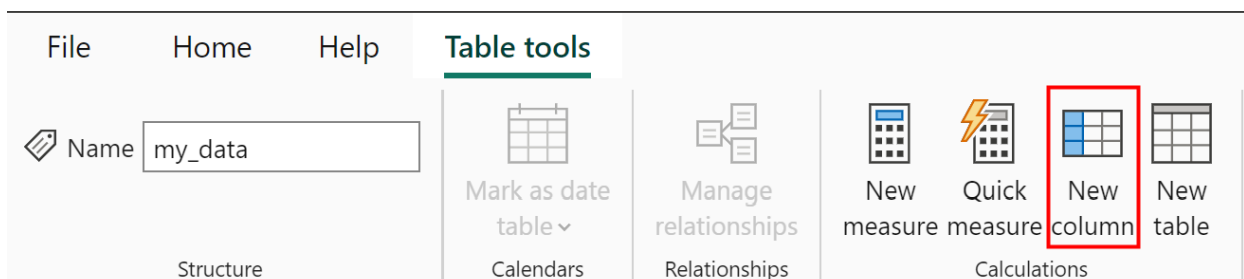 File Home Help Table tools
Name my_data
Mark as date Manage New Quick New New
table relationships measure measure column table
Structure Calendars Relationships Calculations